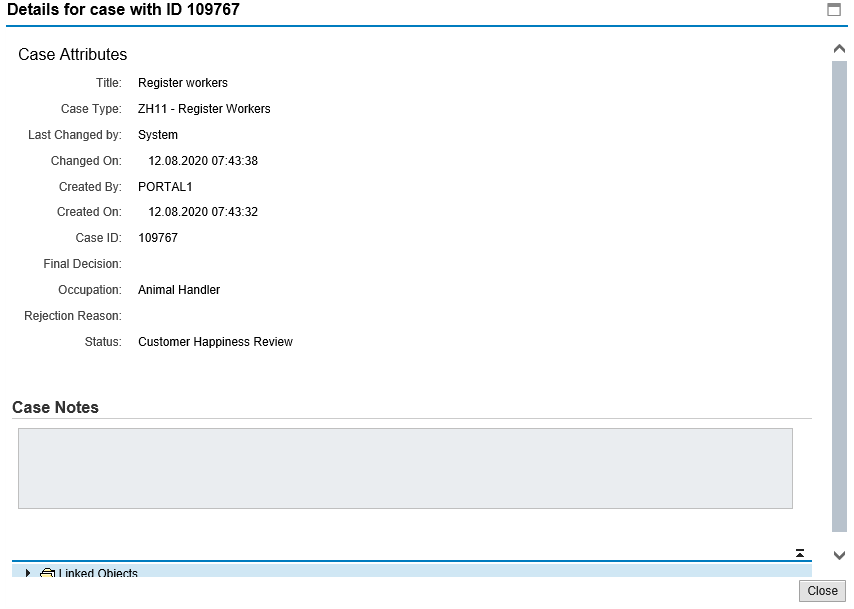 Details for case with ID 109767
Case Attributes
Title: Register workers
Case Type: ZH11 - Register Workers
Last Changed by: System
Changed On: 12.08.2020 07:43:38
Created By: PORTAL1
Created On: 12.08.2020 07:43:32
Case ID: 109767
Final Decision:
Occupation: Animal Handler
Rejection Reason:
Status: Customer Happiness Review
Case Notes
Linked Objects
Close